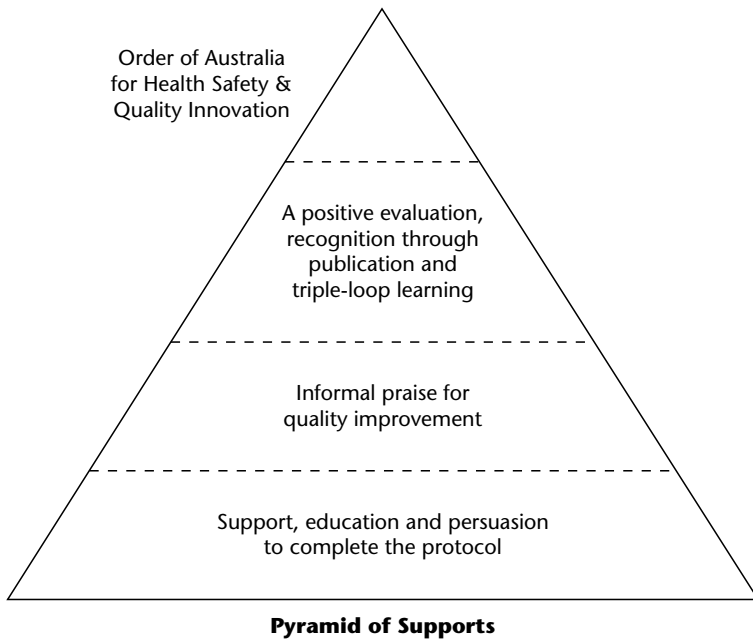 Order of Australia
for Health Safety &
Quality Innovation
A positive evaluation,
recognition through
publication and
triple-loop learning
Informal praise for
quality improvement
Support, education and persuasion
to complete the protocol
Pyramid of Supports